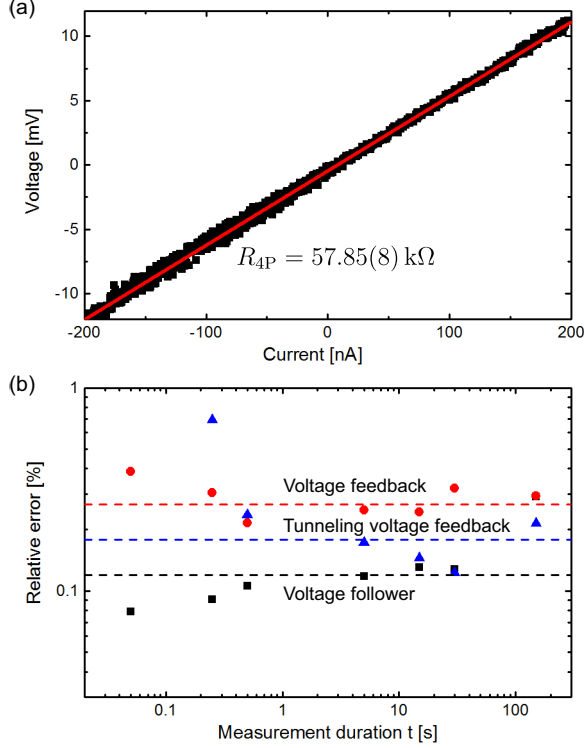 (a)
10
5
0
-5
-10
Voltage [mV]
R4P = 57.85(8) kΩ
-200 -100 0 100 200
Current [nA]
(b)
1
0.1
Relative error [%]
Voltage feedback
Tunneling voltage feedback
Voltage follower
0.1 1 10 100
Measurement duration t [s]